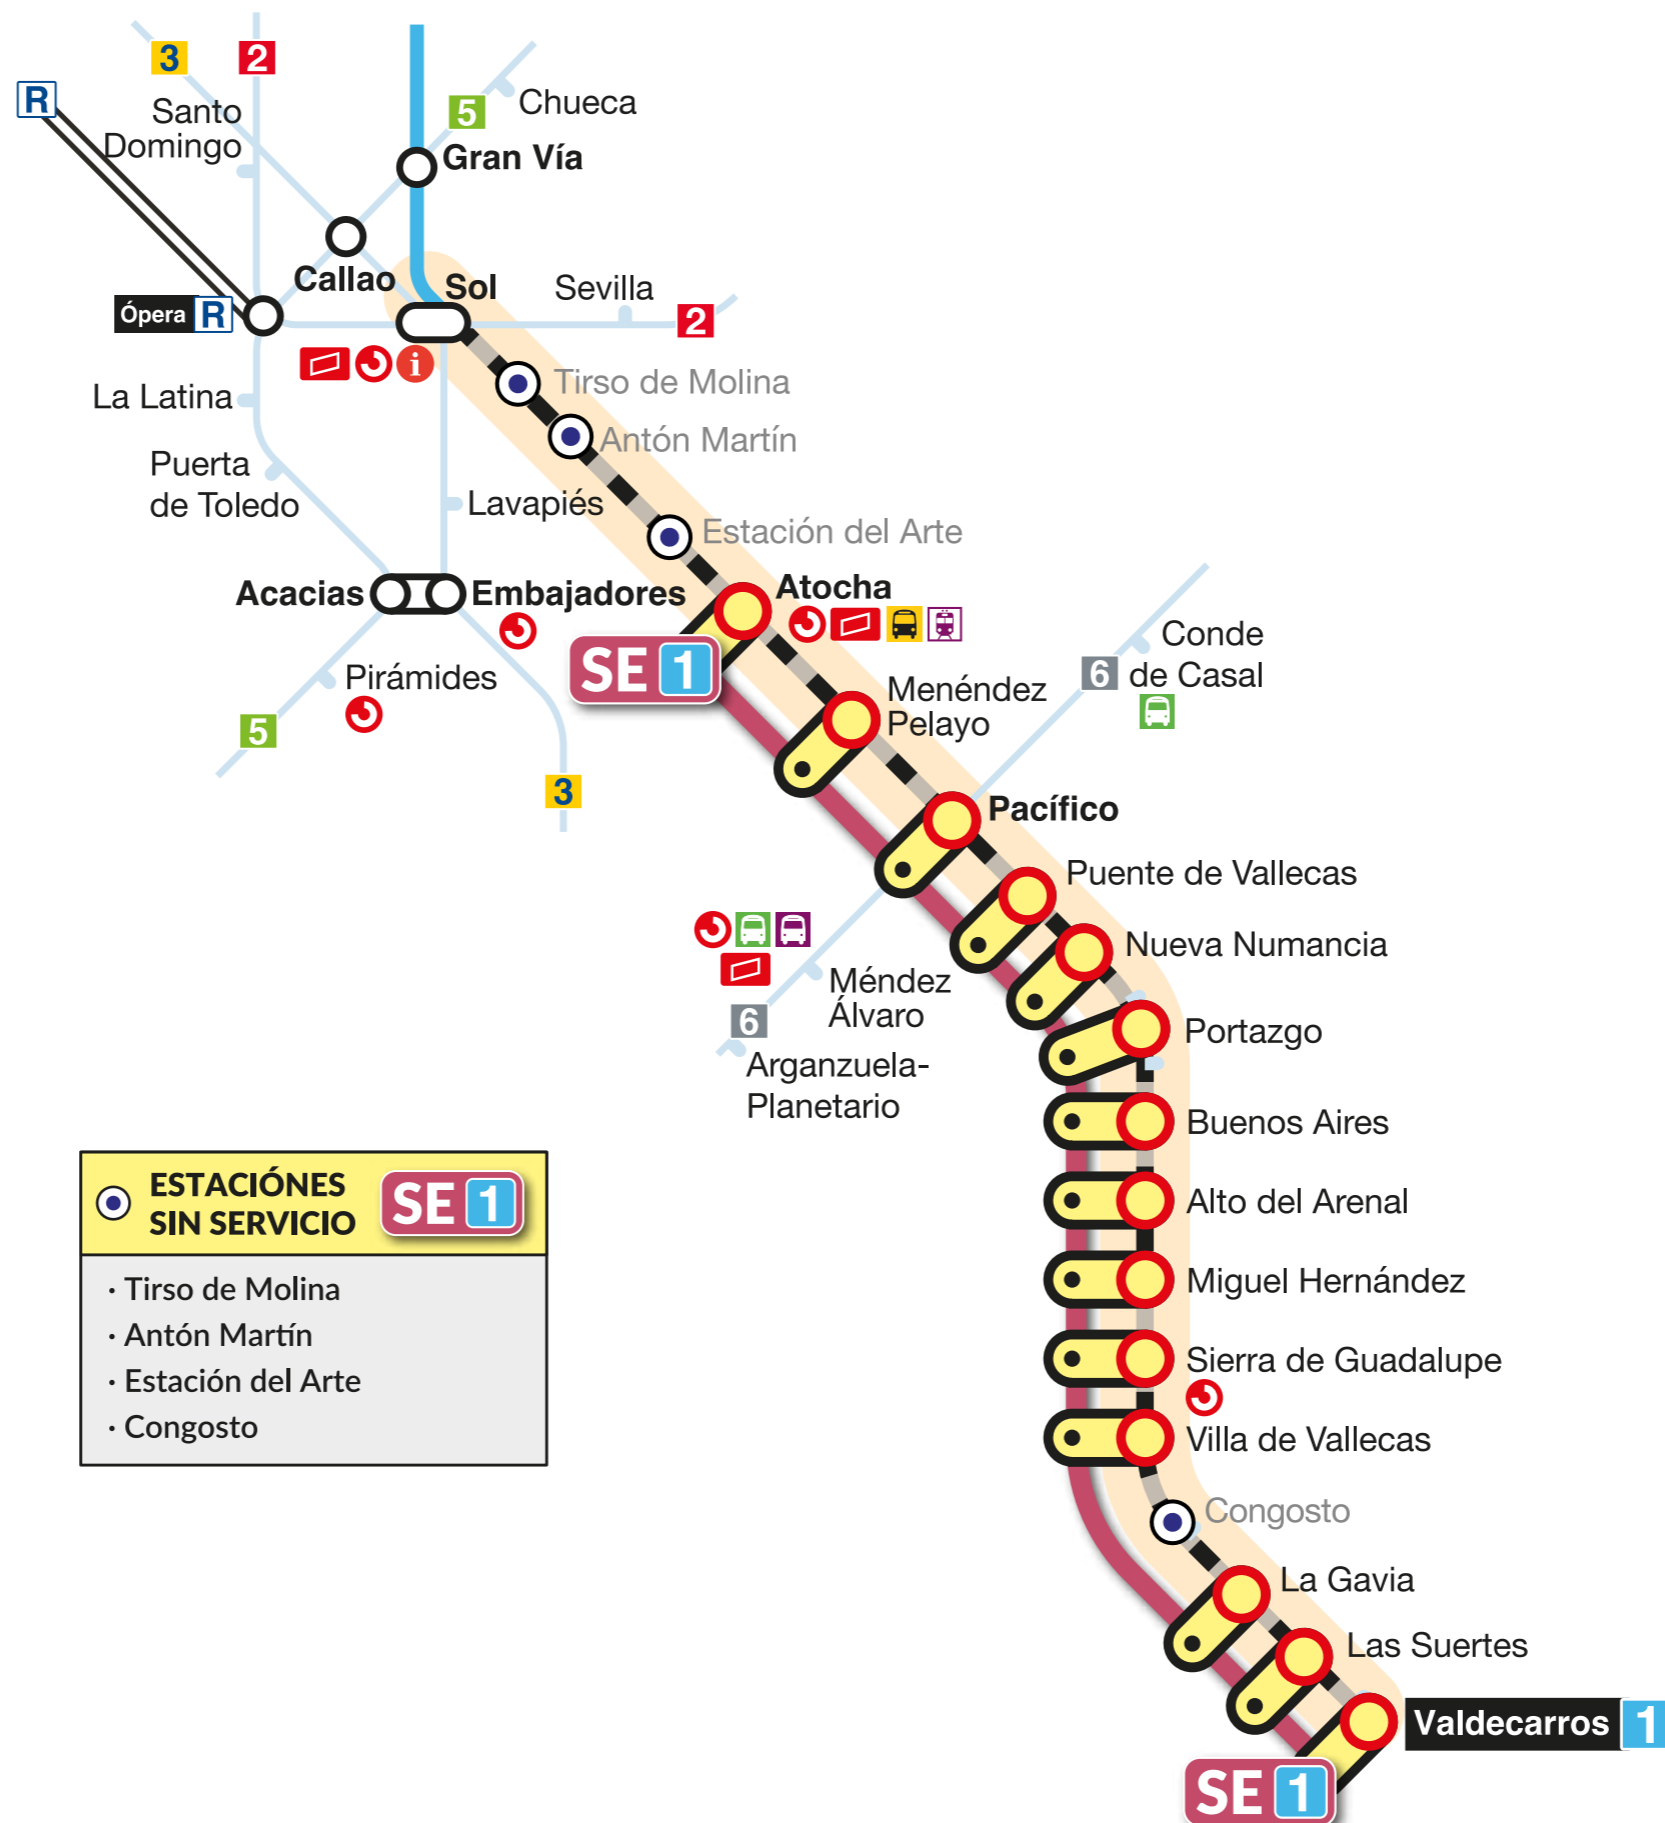 3
2
R
Santo
Domingo
5
Chueca
Gran Vía
Callao
Sol
Sevilla
Ópera R
2
i
La Latina
Tirso de Molina
Antón Martín
Puerta
de Toledo
Lavapiés
Estación del Arte
Acacias
Embajadores
Atocha
SE 1
Pirámides
5
3
Menéndez
Pelayo
Conde
de Casal
6
Pacífico
Puente de Vallecas
Nueva Numancia
Méndez
Álvaro
6
Arganzuela-
Planetario
Portazgo
Buenos Aires
Alto del Arenal
Miguel Hernández
Sierra de Guadalupe
Villa de Vallecas
Congosto
La Gavia
Las Suertes
Valdecarros 1
SE 1
ESTACIÓNES
SIN SERVICIO
SE 1
· Tirso de Molina
· Antón Martín
· Estación del Arte
· Congosto